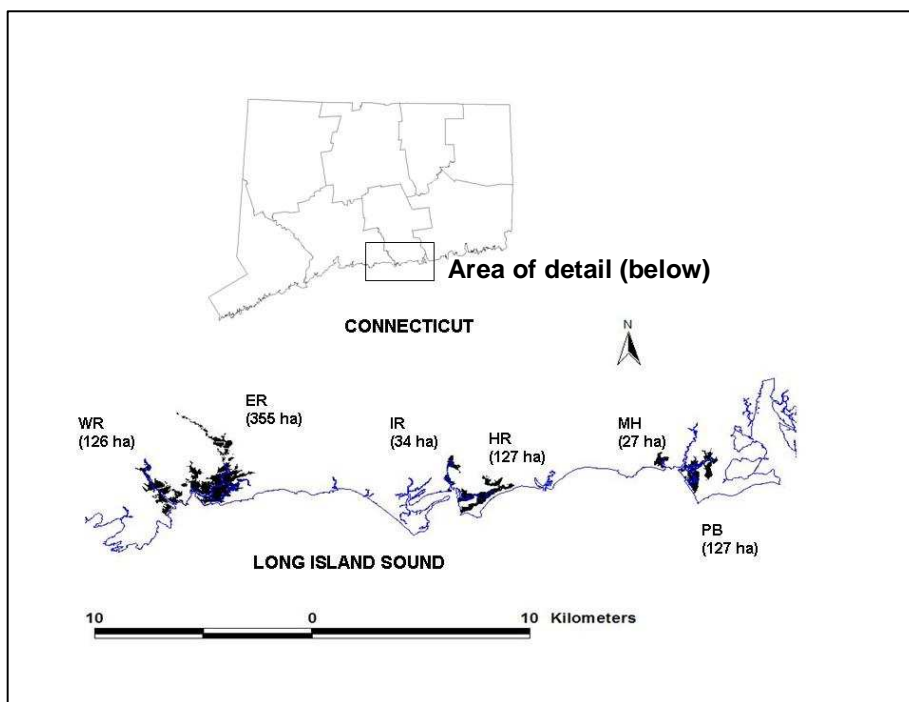 Area of detail (below)
CONNECTICUT
N
ER
(355 ha)
WR
(126 ha)
IR
(34 ha)
HR
(127 ha)
MH
(27 ha)
PB
(127 ha)
LONG ISLAND SOUND
10 0 10 Kilometers